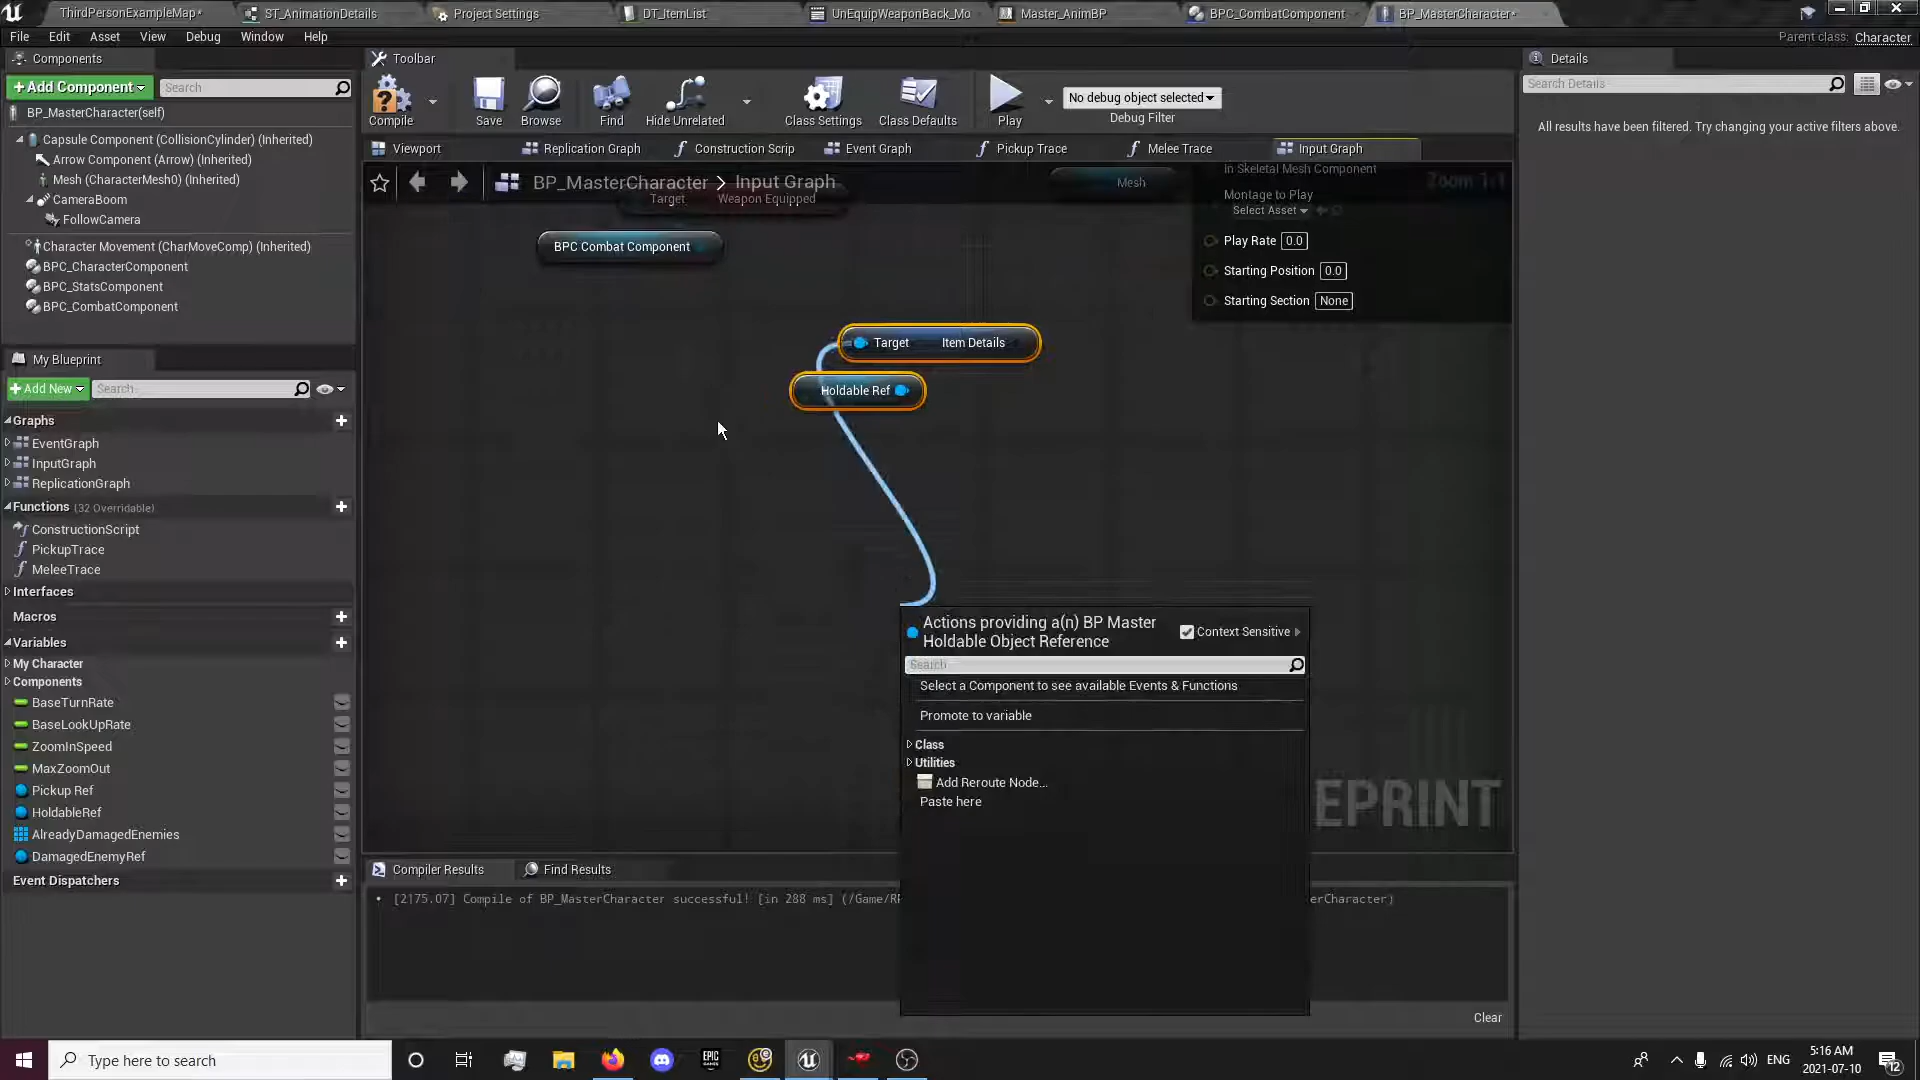 ThirdPersonExampleMap*
ST_AnimationDetails
Project Settings
DT_ItemList
UnEquipWeaponBack_Mo
Master_AnimBP
BPC_CombatComponent
BP_MasterCharacter*
File Edit Asset View Debug Window Help
Parent class: Character
Components
+Add Component
Search
BP_MasterCharacter(self)
Capsule Component (CollisionCylinder) (Inherited)
Arrow Component (Arrow) (Inherited)
Mesh (CharacterMesh0) (Inherited)
CameraBoom
FollowCamera
Character Movement (CharMoveComp) (Inherited)
BPC_CharacterComponent
BPC_StatsComponent
BPC_CombatComponent
My Blueprint
+Add New
Search
Graphs
EventGraph
InputGraph
ReplicationGraph
Functions (32 Overridable)
ConstructionScript
PickupTrace
MeleeTrace
Interfaces
Macros
Variables
My Character
Components
BaseTurnRate
BaseLookUpRate
ZoomInSpeed
MaxZoomOut
Pickup Ref
HoldableRef
AlreadyDamagedEnemies
DamagedEnemyRef
Event Dispatchers
Toolbar
Compile
Save
Browse
Find
Hide Unrelated
Class Settings
Class Defaults
Play
No debug object selected
Debug Filter
Viewport
Replication Graph
Construction Scrip
Event Graph
Pickup Trace
Melee Trace
Input Graph
BP_MasterCharacter > Input Graph
Zoom 1:1
Target Weapon Equipped
Mesh
In Skeletal Mesh Component
Montage to Play
Select Asset
Play Rate 0.0
Starting Position 0.0
Starting Section None
BPC Combat Component
Target Item Details
Holdable Ref
Actions providing a(n) BP Master
Holdable Object Reference
Context Sensitive
Search
Select a Component to see available Events & Functions
Promote to variable
Class
Utilities
Add Reroute Node...
Paste here
EPRINT
Compiler Results
Find Results
[2175.07] Compile of BP_MasterCharacter successful! [in 288 ms] (/Game/RP
erCharacter)
Clear
Details
Search Details
All results have been filtered. Try changing your active filters above.
Type here to search
EPIC
GAMES
ENG
5:16 AM
2021-07-10
12